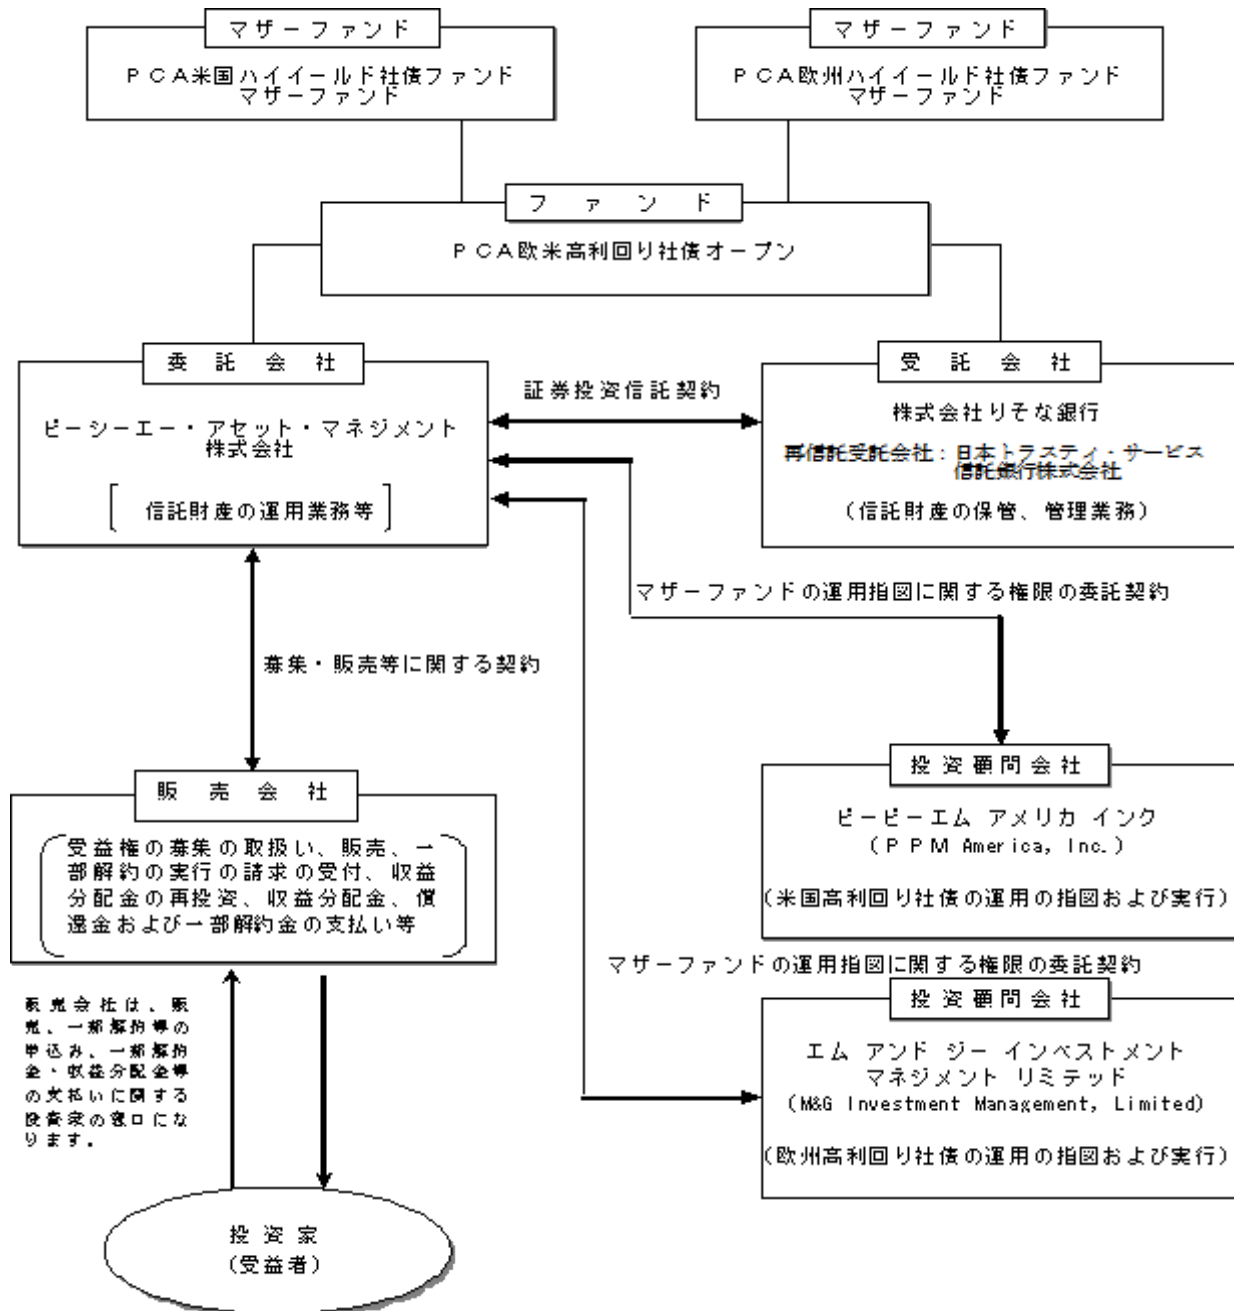 マザーファンド
ＰＣＡ米国ハイイールド社債ファンド
マザーファンド
マザーファンド
ＰＣＡ欧州ハイイールド社債ファンド
マザーファンド
ファンド
ＰＣＡ欧米高利回り社債オープン
委託会社
ピーシーエー・アセット・マネジメント
株式会社
信託財産の運用業務等
証券投資信託契約
受託会社
株式会社りそな銀行
再信託受託会社：日本トラスティ・サービス
信託銀行株式会社
（信託財産の保管、管理業務）
マザーファンドの運用指図に関する権限の委託契約
募集・販売等に関する契約
投資顧問会社
ピーピーエム アメリカ インク
（ＰＰＭ America, Inc.）
（米国高利回り社債の運用の指図および実行）
販売会社
受益権の募集の取扱い、販売、一
部解約の実行の請求の受付、収益
分配金の再投資、収益分配金、償
還金および一部解約金の支払い等
マザーファンドの運用指図に関する権限の委託契約
投資顧問会社
エム アンド ジー インベストメント
マネジメント リミテッド
（M&G Investment Management, Limited）
（欧州高利回り社債の運用の指図および実行）
販売会社は、販
売、一部解約等の
申込み、一部解約
金・収益分配金等
の支払いに関する
投資家の窓口にな
ります。
投資家
（受益者）